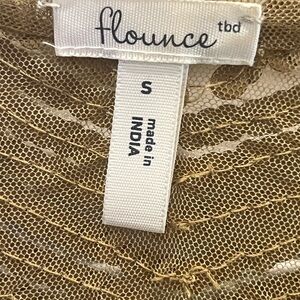 flounce tbd
S
made in
INDIA